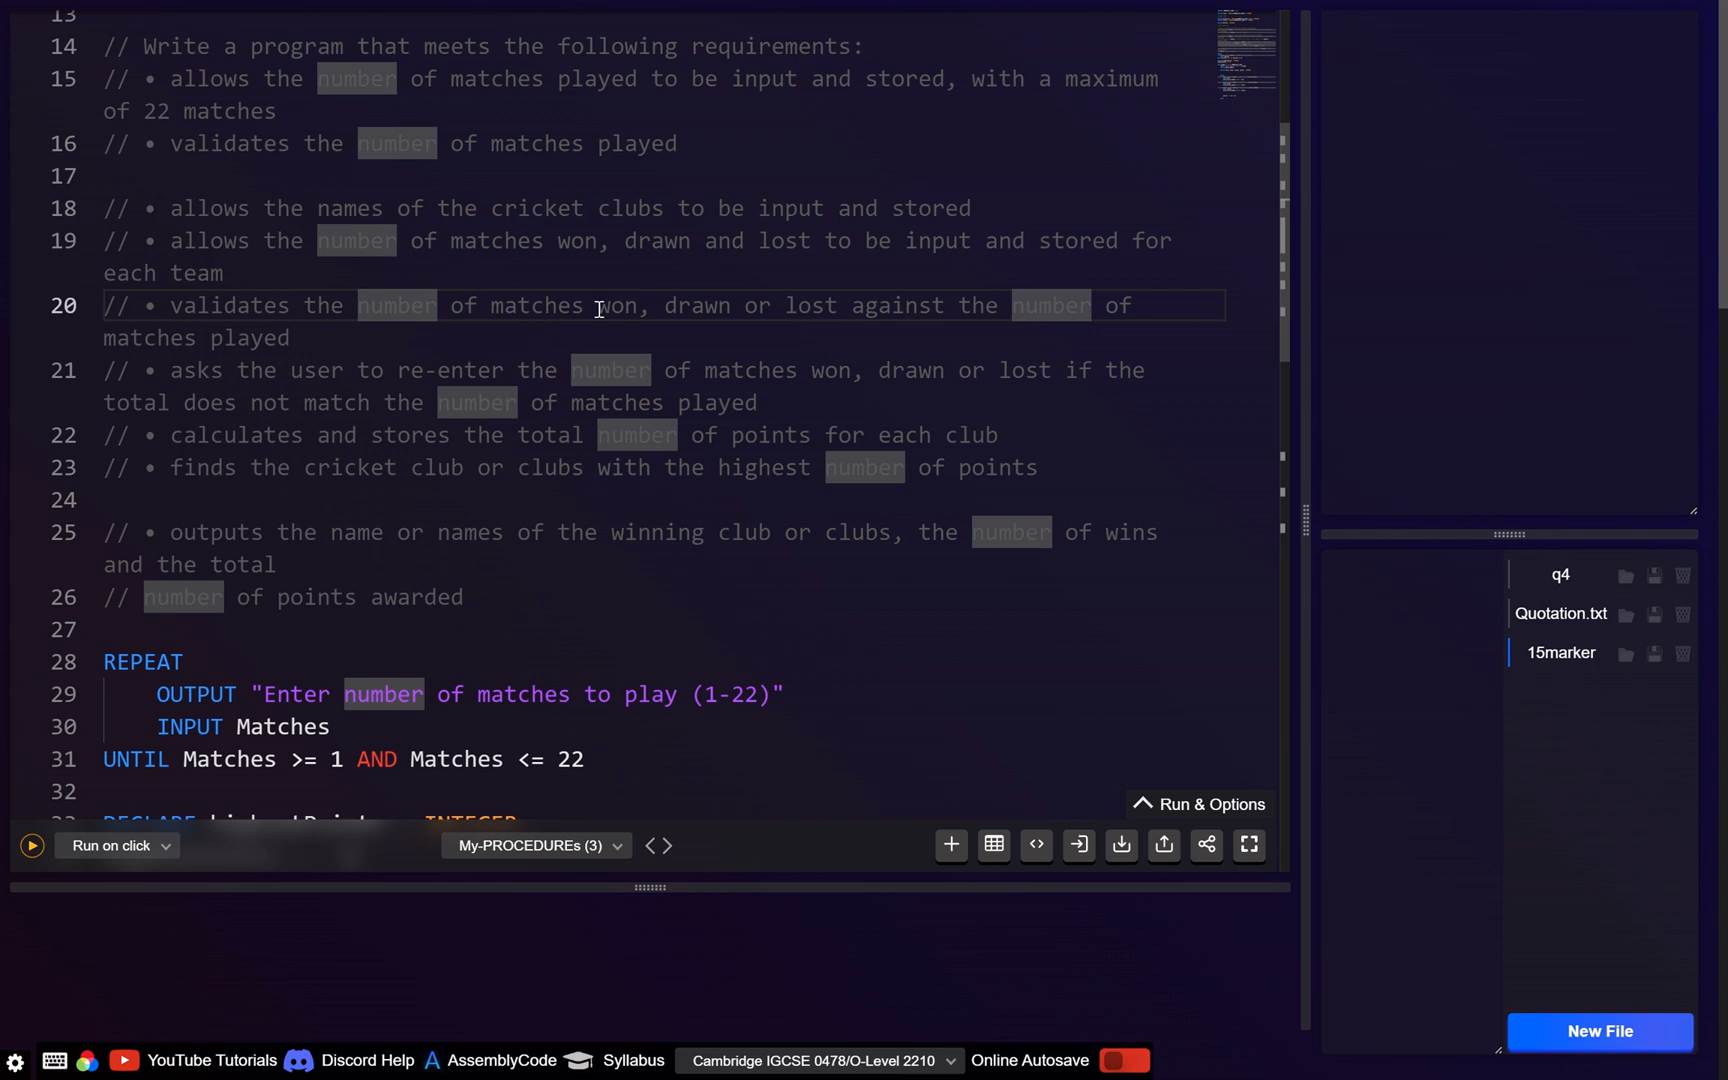 13
14 // Write a program that meets the following requirements:
15 // • allows the number of matches played to be input and stored, with a maximum
of 22 matches
16 // • validates the number of matches played
17
18 // • allows the names of the cricket clubs to be input and stored
19 // • allows the number of matches won, drawn and lost to be input and stored for
each team
20 // • validates the number of matches won, drawn or lost against the number of
matches played
21 // • asks the user to re-enter the number of matches won, drawn or lost if the
total does not match the number of matches played
22 // • calculates and stores the total number of points for each club
23 // • finds the cricket club or clubs with the highest number of points
24
25 // • outputs the name or names of the winning club or clubs, the number of wins
and the total
26 // number of points awarded
27
28 REPEAT
29 OUTPUT "Enter number of matches to play (1-22)"
30 INPUT Matches
31 UNTIL Matches >= 1 AND Matches <= 22
32
Run & Options
Run on click
My-PROCEDUREs (3)
q4
Quotation.txt
15marker
New File
YouTube Tutorials
Discord Help
AssemblyCode
Syllabus
Cambridge IGCSE 0478/O-Level 2210
Online Autosave